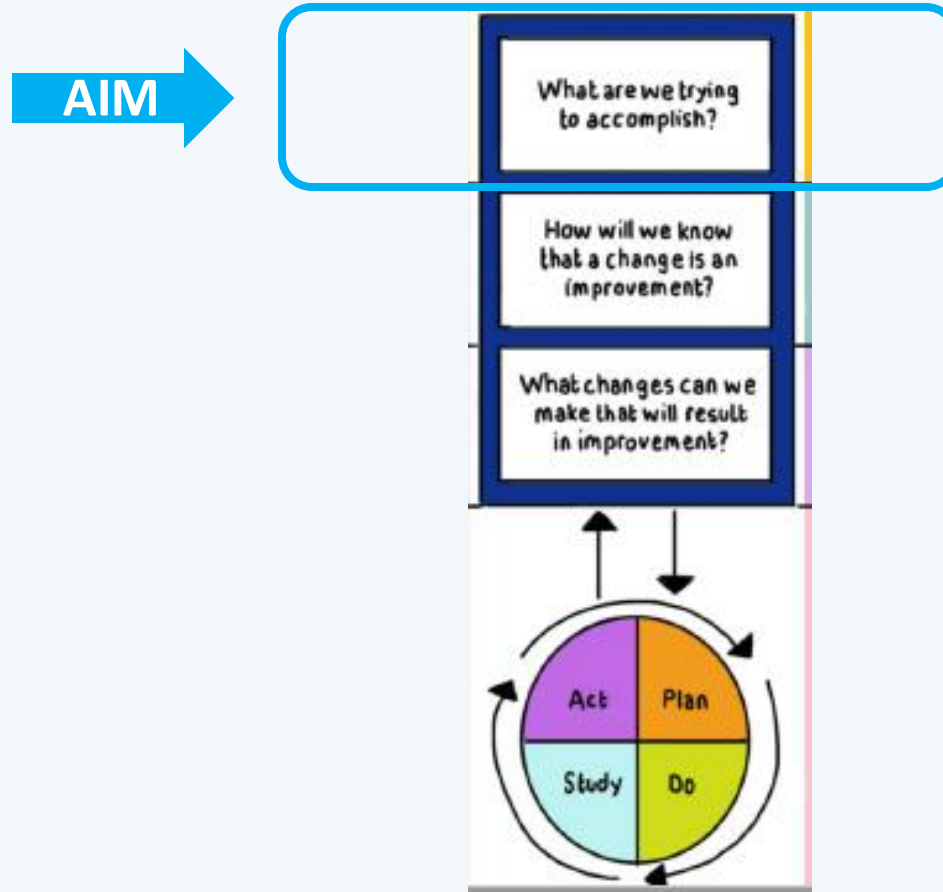 AIM
What are we trying
to accomplish?
How will we know
that a change is an
improvement?
What changes can we
make that will result
in improvement?
Act
Plan
Study
Do